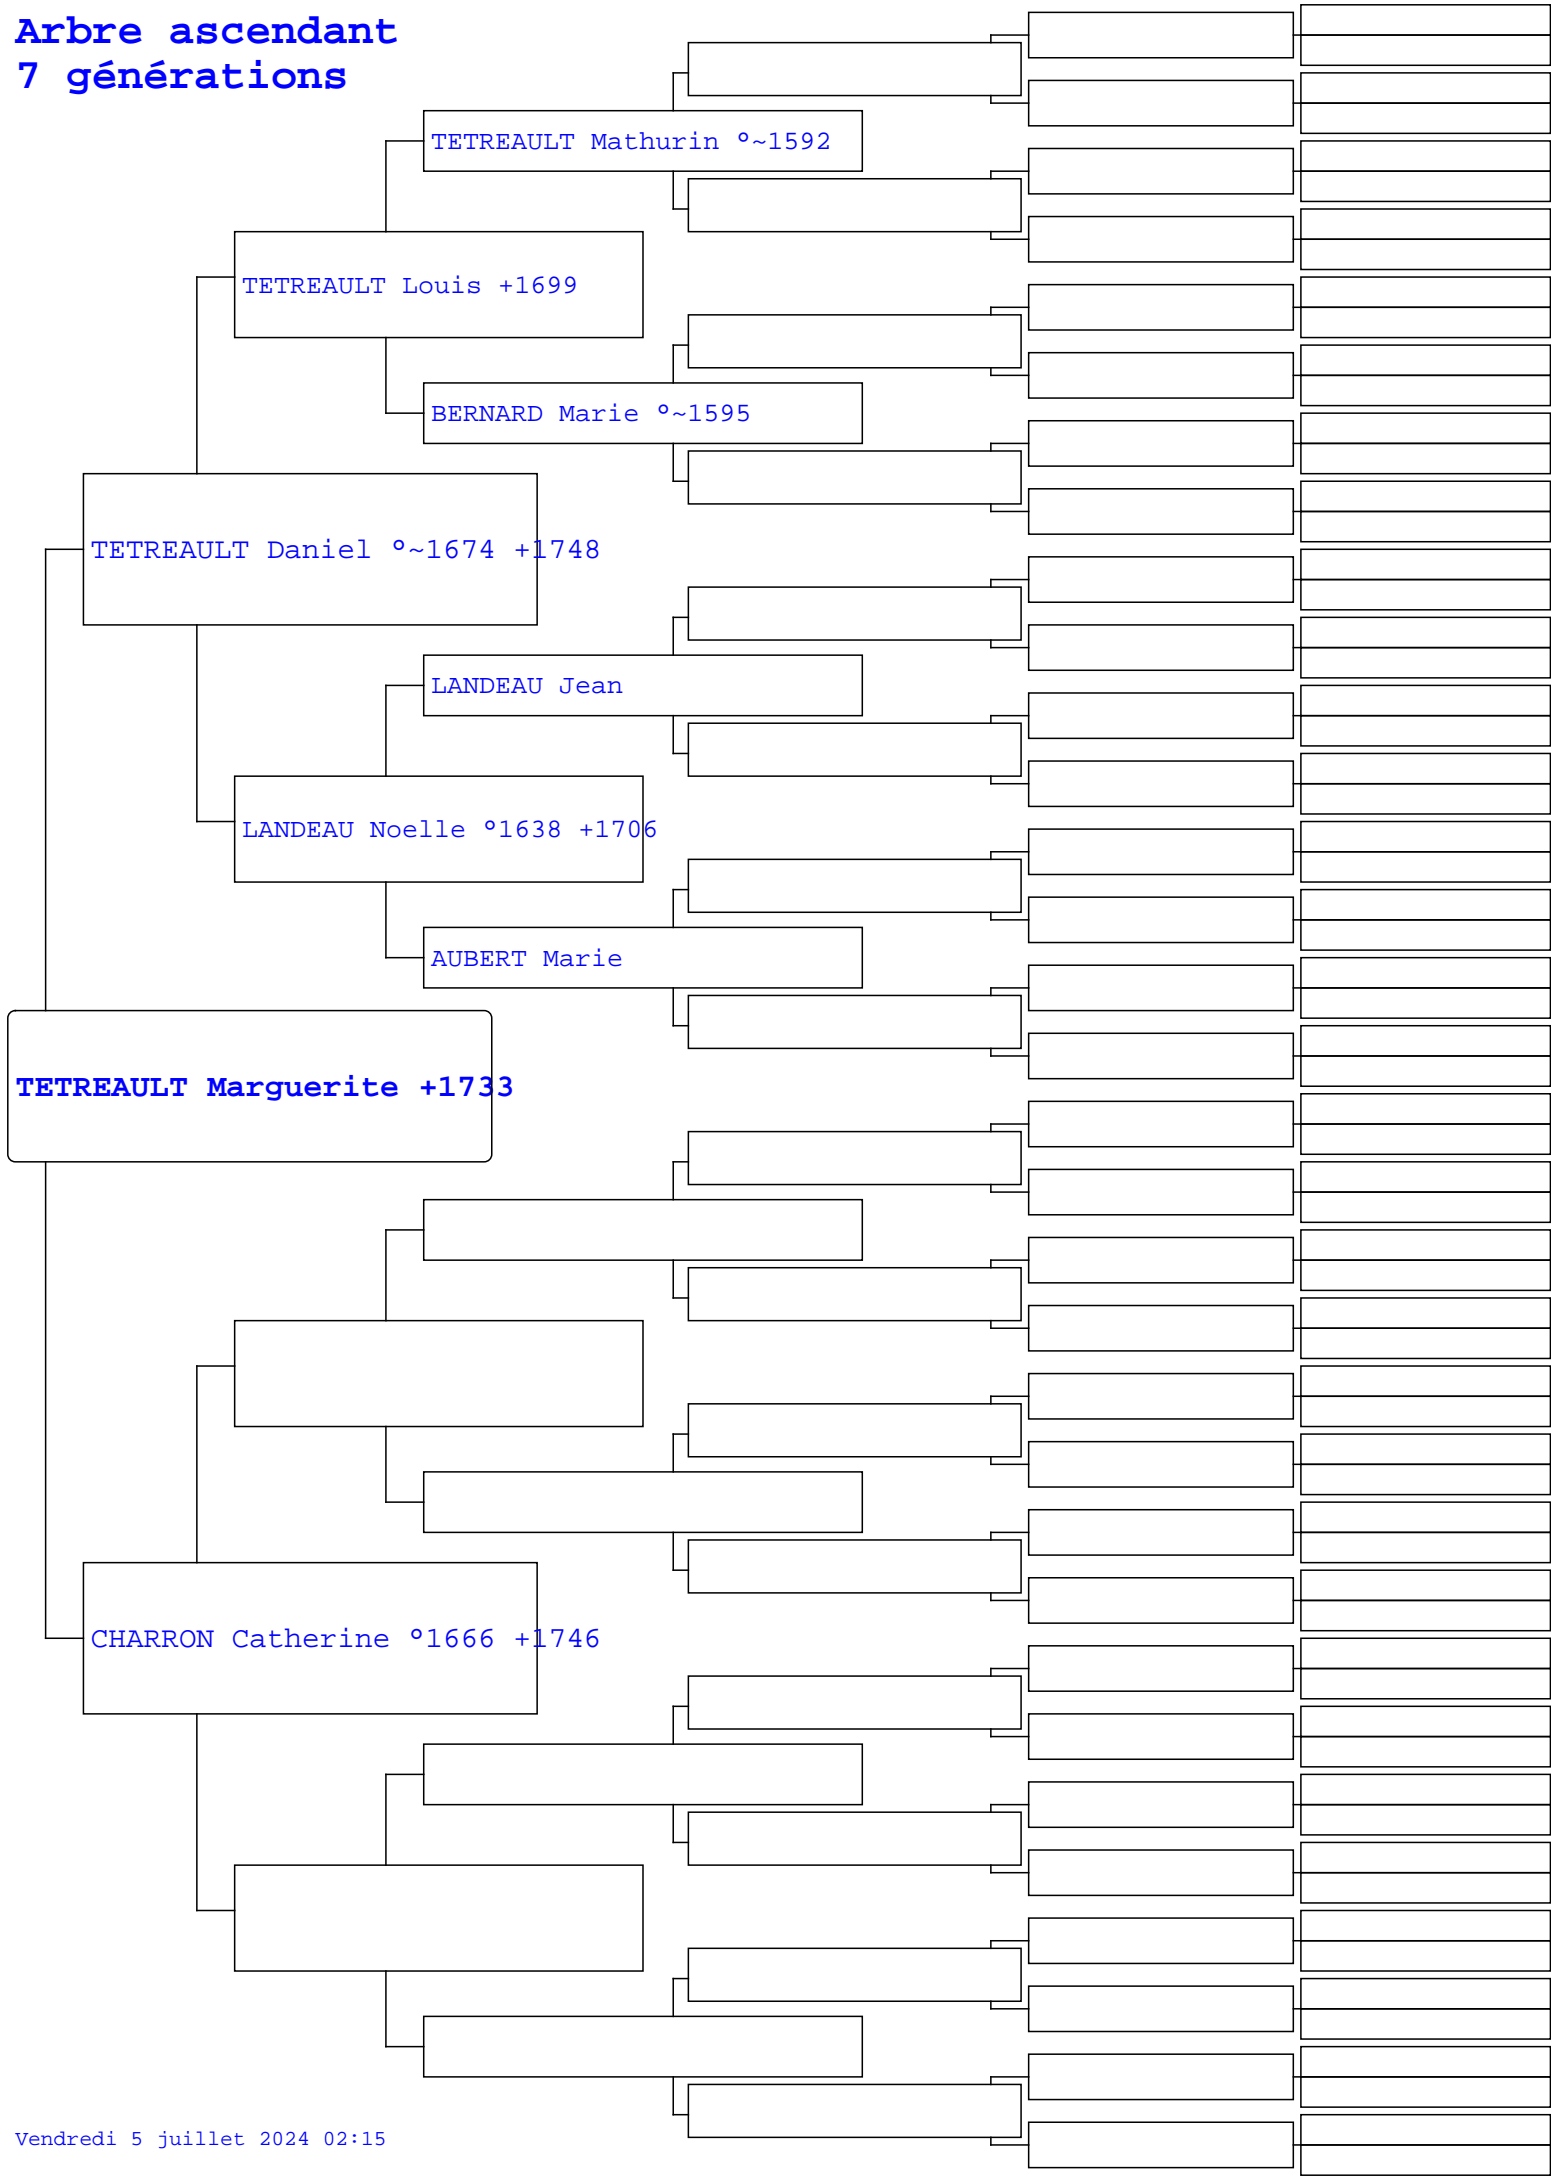 Arbre ascendant
7 générations
TETREAULT Mathurin °~1592
TETREAULT Louis +1699
BERNARD Marie °~1595
TETREAULT Daniel °~1674 +1748
LANDEAU Jean
LANDEAU Noelle °1638 +1706
AUBERT Marie
TETREAULT Marguerite +1733
CHARRON Catherine °1666 +1746
Vendredi 5 juillet 2024 02:15